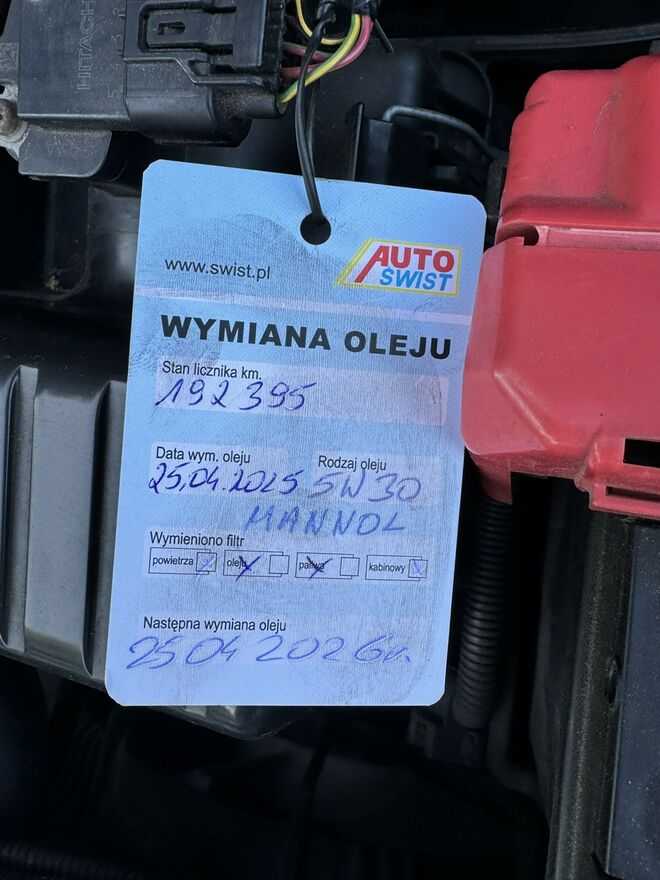 HITACHI
www.swist.pl
AUTO
SWIST
WYMIANA OLEJU
Stan licznika km.
192395
Data wym. oleju
Rodzaj oleju
25.04.2025 5W30
MANNOL
Wymieniono filtr
powietrza oleju paliwa kabinowy
Następna wymiana oleju
25 04 2026 r.